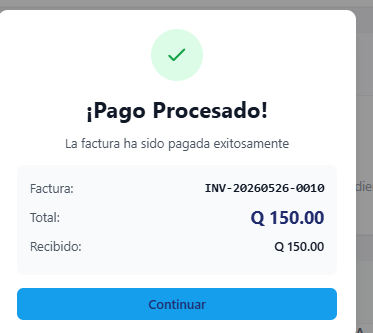 ¡Pago Procesado!
La factura ha sido pagada exitosamente
Factura: INV-20260526-0010
Total: Q 150.00
Recibido: Q 150.00
Continuar
die